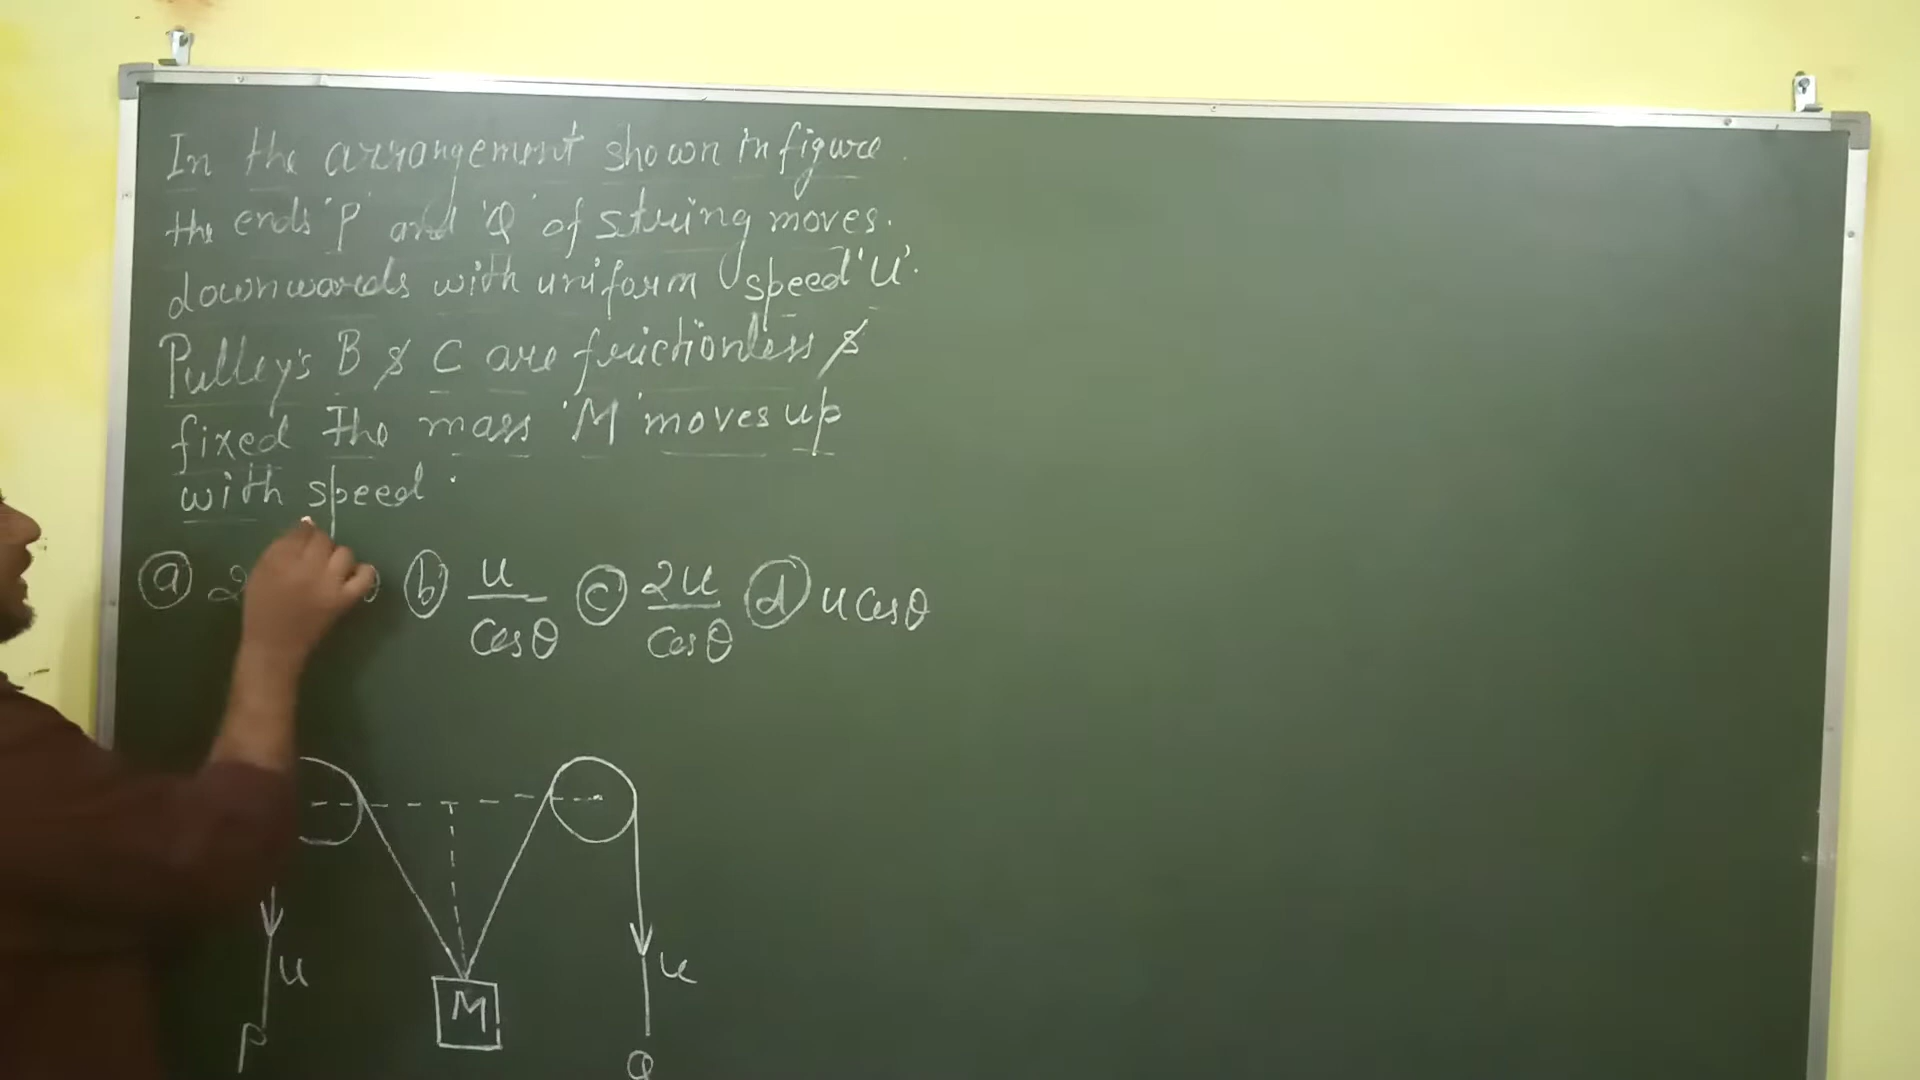 In the arrangement shown in figure.
the ends 'P' and 'Q' of string moves.
downwards with uniform speed 'u'.
Pulley's B & C are frictionless &
fixed The mass 'M' moves up
with speed.
(a) 2 (b) u/cosθ (c) 2u/cosθ (d) u cosθ
u
M
u
P
Q